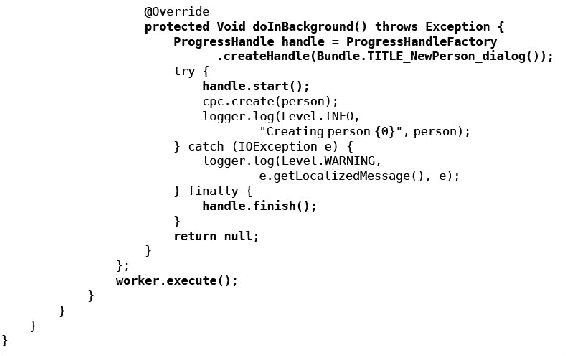 @Override
protected Void doInBackground() throws Exception {
ProgressHandle handle = ProgressHandleFactory
.createHandle(Bundle.TITLE_NewPerson_dialog());
try {
handle.start();
cpc.create(person);
logger.log(Level.INFO,
"Creating person {0}", person);
} catch (IOException e) {
logger.log(Level.WARNING,
e.getLocalizedMessage(), e);
} finally {
handle.finish();
}
return null;
}
};
worker.execute();
}
}
}
}